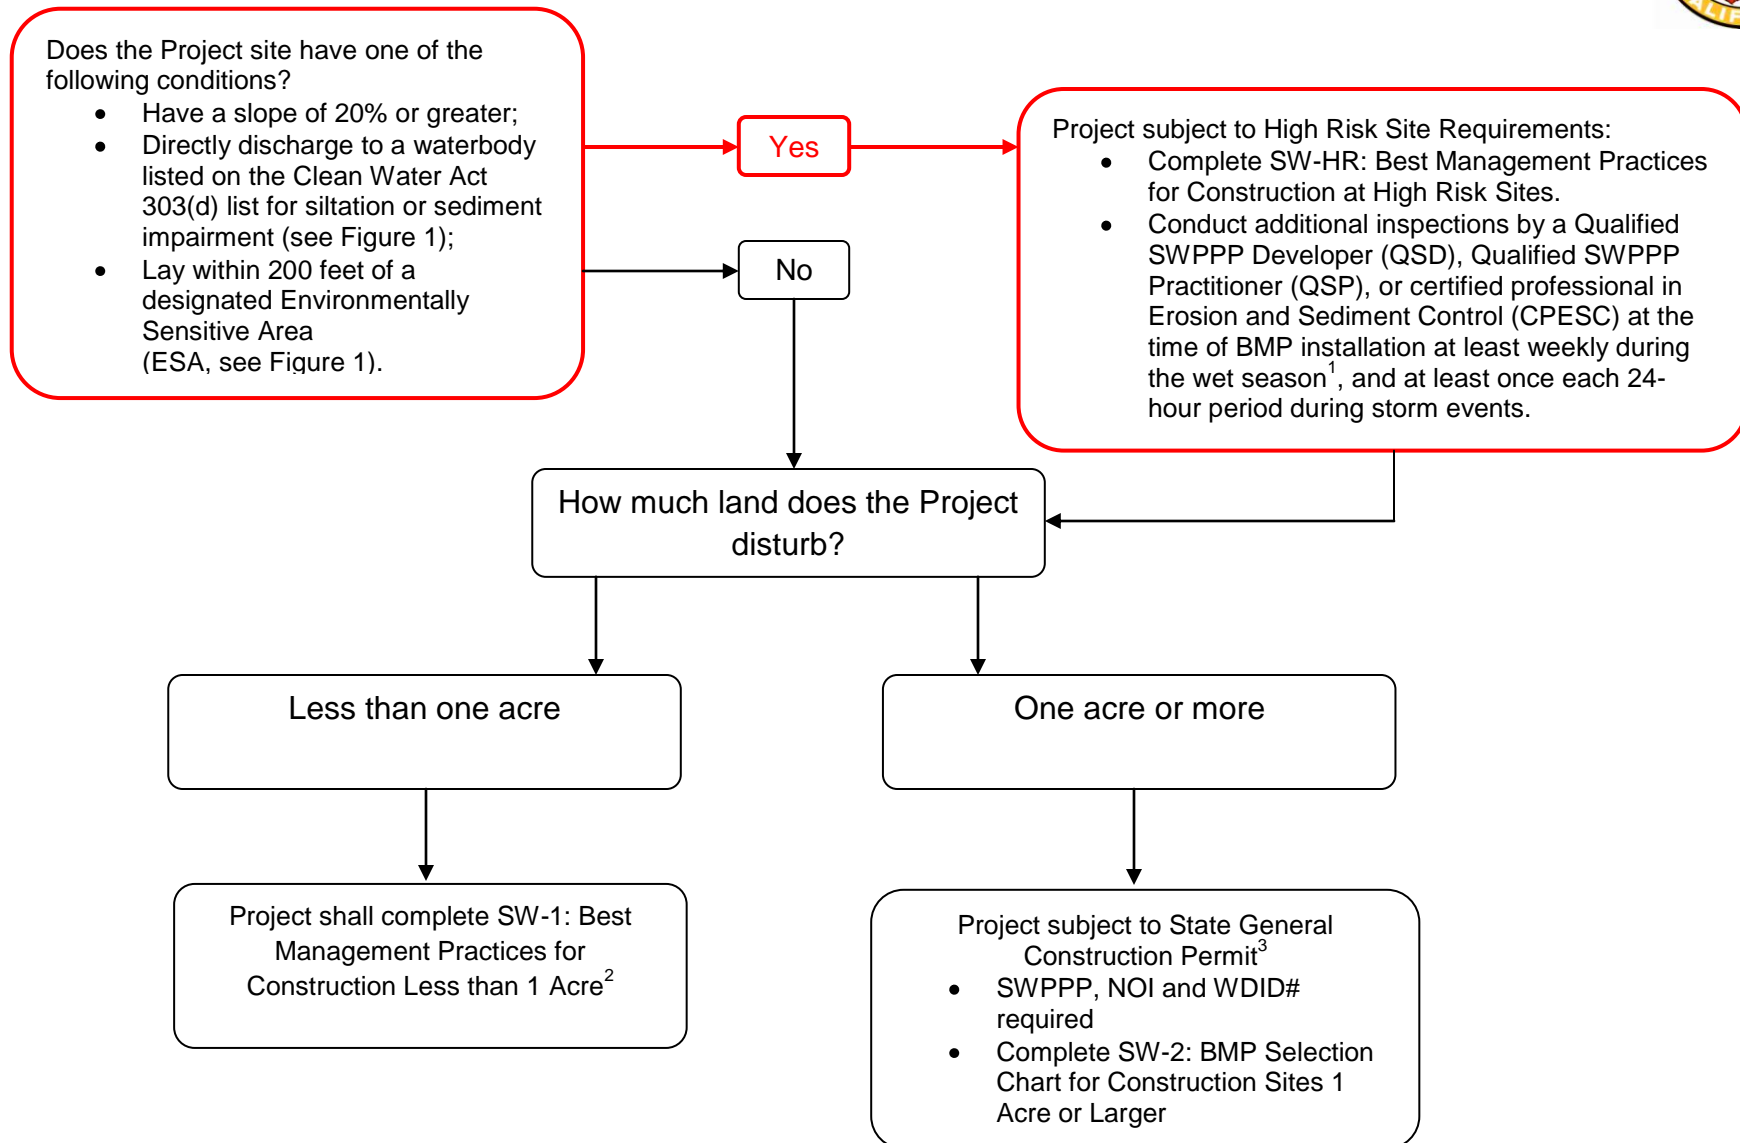 Does the Project site have one of the
following conditions?
• Have a slope of 20% or greater;
• Directly discharge to a waterbody
listed on the Clean Water Act
303(d) list for siltation or sediment
impairment (see Figure 1);
• Lay within 200 feet of a
designated Environmentally
Sensitive Area
(ESA, see Figure 1).
Yes
No
Project subject to High Risk Site Requirements:
• Complete SW-HR: Best Management Practices
for Construction at High Risk Sites.
• Conduct additional inspections by a Qualified
SWPPP Developer (QSD), Qualified SWPPP
Practitioner (QSP), or certified professional in
Erosion and Sediment Control (CPESC) at the
time of BMP installation at least weekly during
the wet season¹, and at least once each 24-
hour period during storm events.
How much land does the Project
disturb?
Less than one acre
One acre or more
Project shall complete SW-1: Best
Management Practices for
Construction Less than 1 Acre²
Project subject to State General
Construction Permit³
• SWPPP, NOI and WDID#
required
• Complete SW-2: BMP Selection
Chart for Construction Sites 1
Acre or Larger